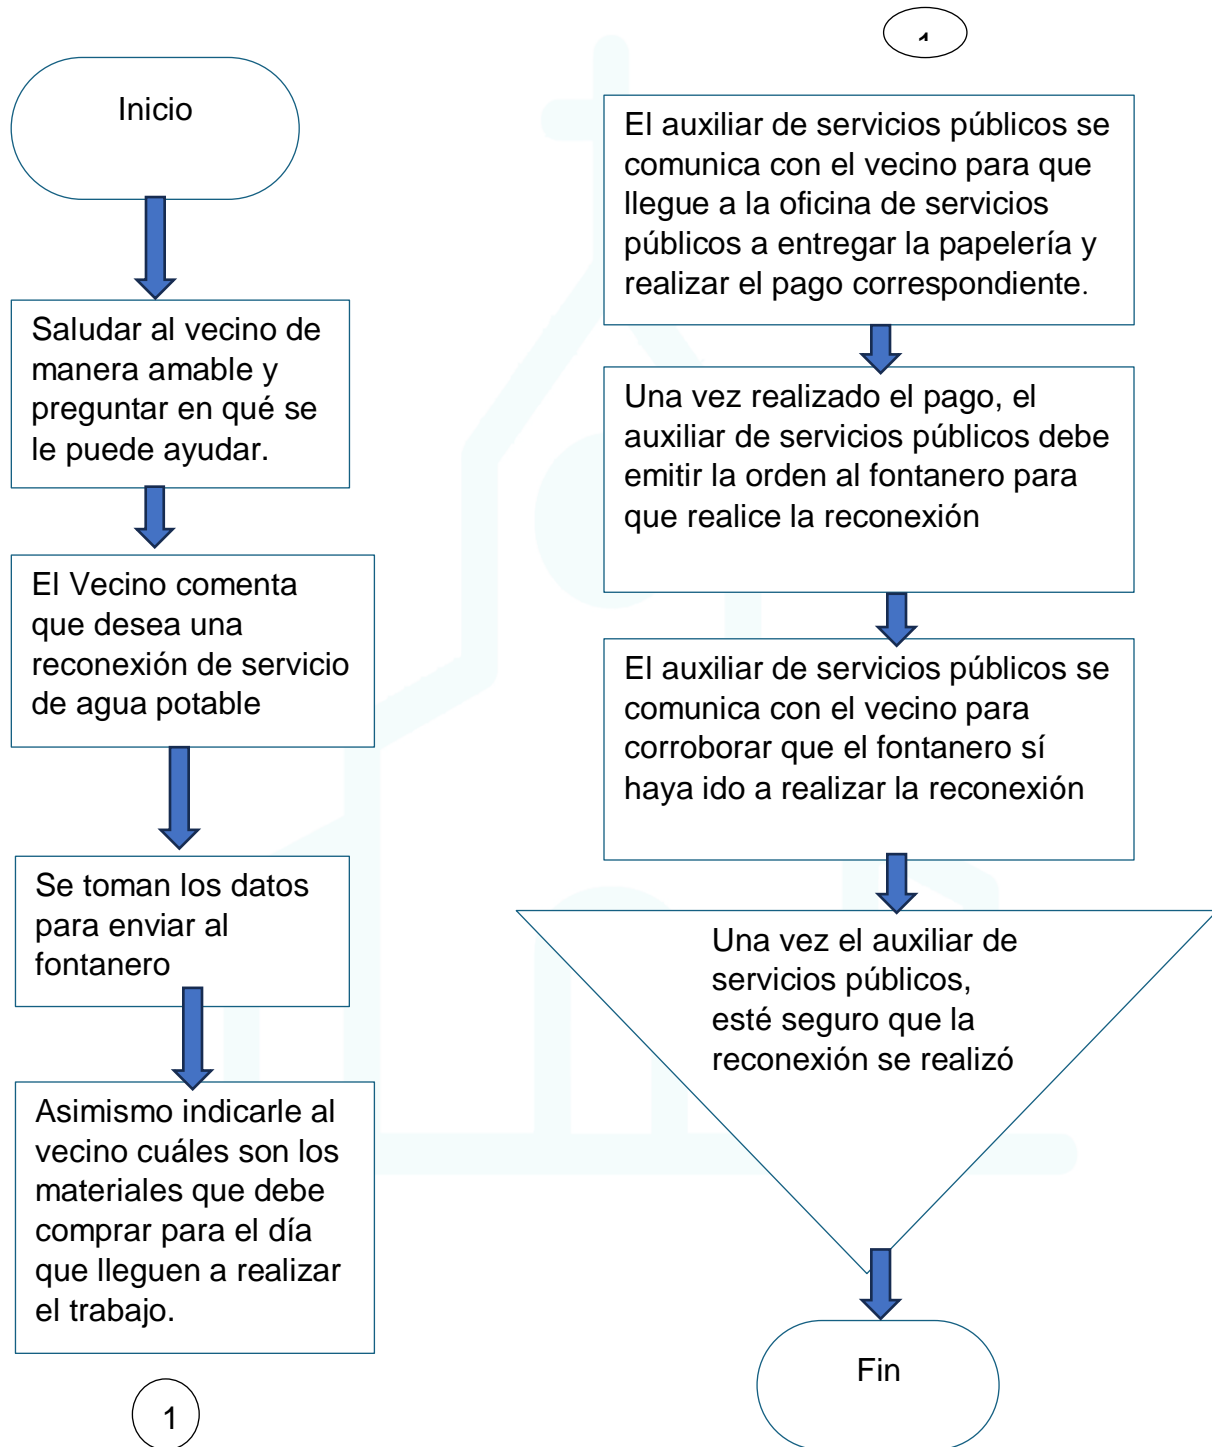 Inicio
Saludar al vecino de
manera amable y
preguntar en qué se
le puede ayudar.
El Vecino comenta
que desea una
reconexión de servicio
de agua potable
Se toman los datos
para enviar al
fontanero
Asimismo indicarle al
vecino cuáles son los
materiales que debe
comprar para el día
que lleguen a realizar
el trabajo.
1
El auxiliar de servicios públicos se
comunica con el vecino para que
llegue a la oficina de servicios
públicos a entregar la papelería y
realizar el pago correspondiente.
Una vez realizado el pago, el
auxiliar de servicios públicos debe
emitir la orden al fontanero para
que realice la reconexión
El auxiliar de servicios públicos se
comunica con el vecino para
corroborar que el fontanero sí
haya ido a realizar la reconexión
Una vez el auxiliar de
servicios públicos,
esté seguro que la
reconexión se realizó
Fin